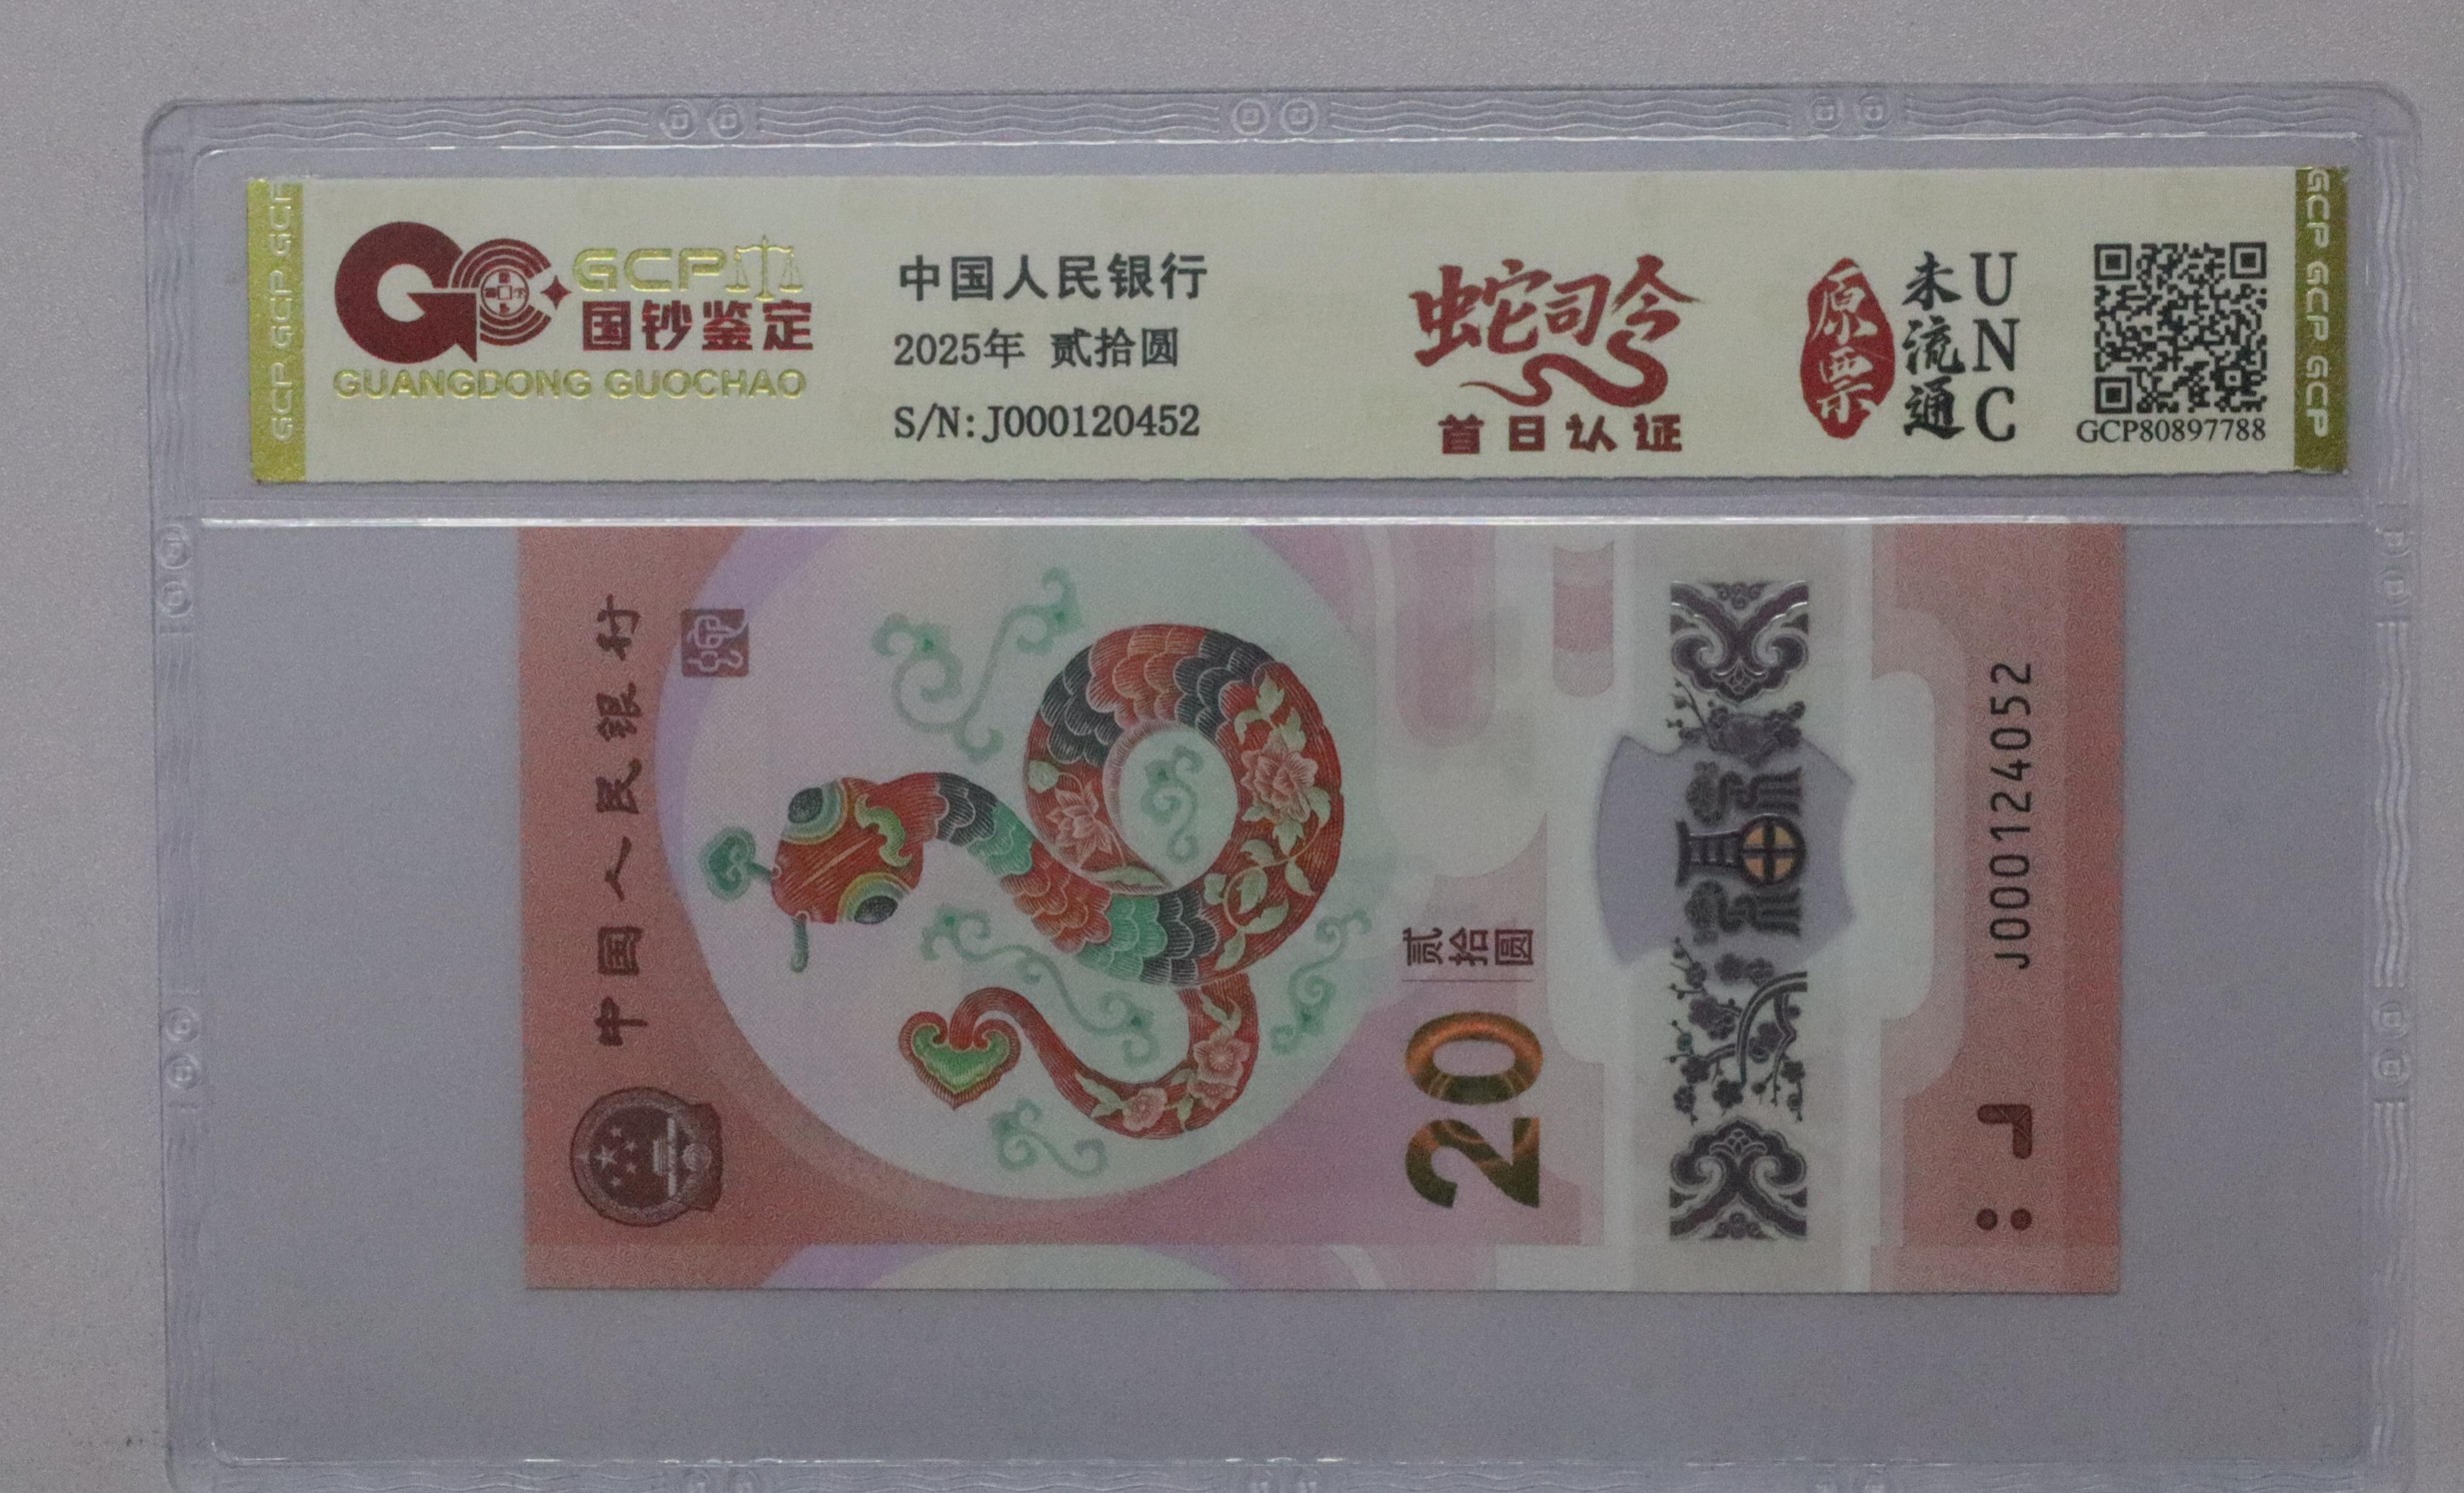 GCP
国钞鉴定
GUANGDONG GUOCHAO
中国人民银行
2025年 贰拾圆
S/N:J000120452
蛇司令
首日认证
原票
未流通
UNC
GCP80897788
GCP GCP GCP
GCP GCP GCP
中国人民银行
20
贰拾圆
J000124052